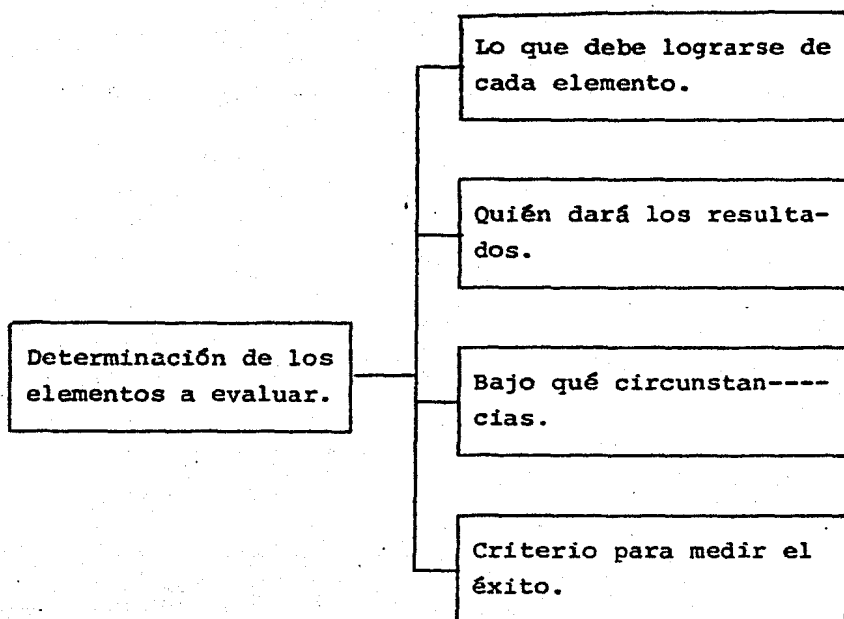 Lo que debe lograrse de
cada elemento.
Quién dará los resulta-
dos.
Determinación de los
elementos a evaluar.
Bajo qué circunstan----
cias.
Criterio para medir el
éxito.